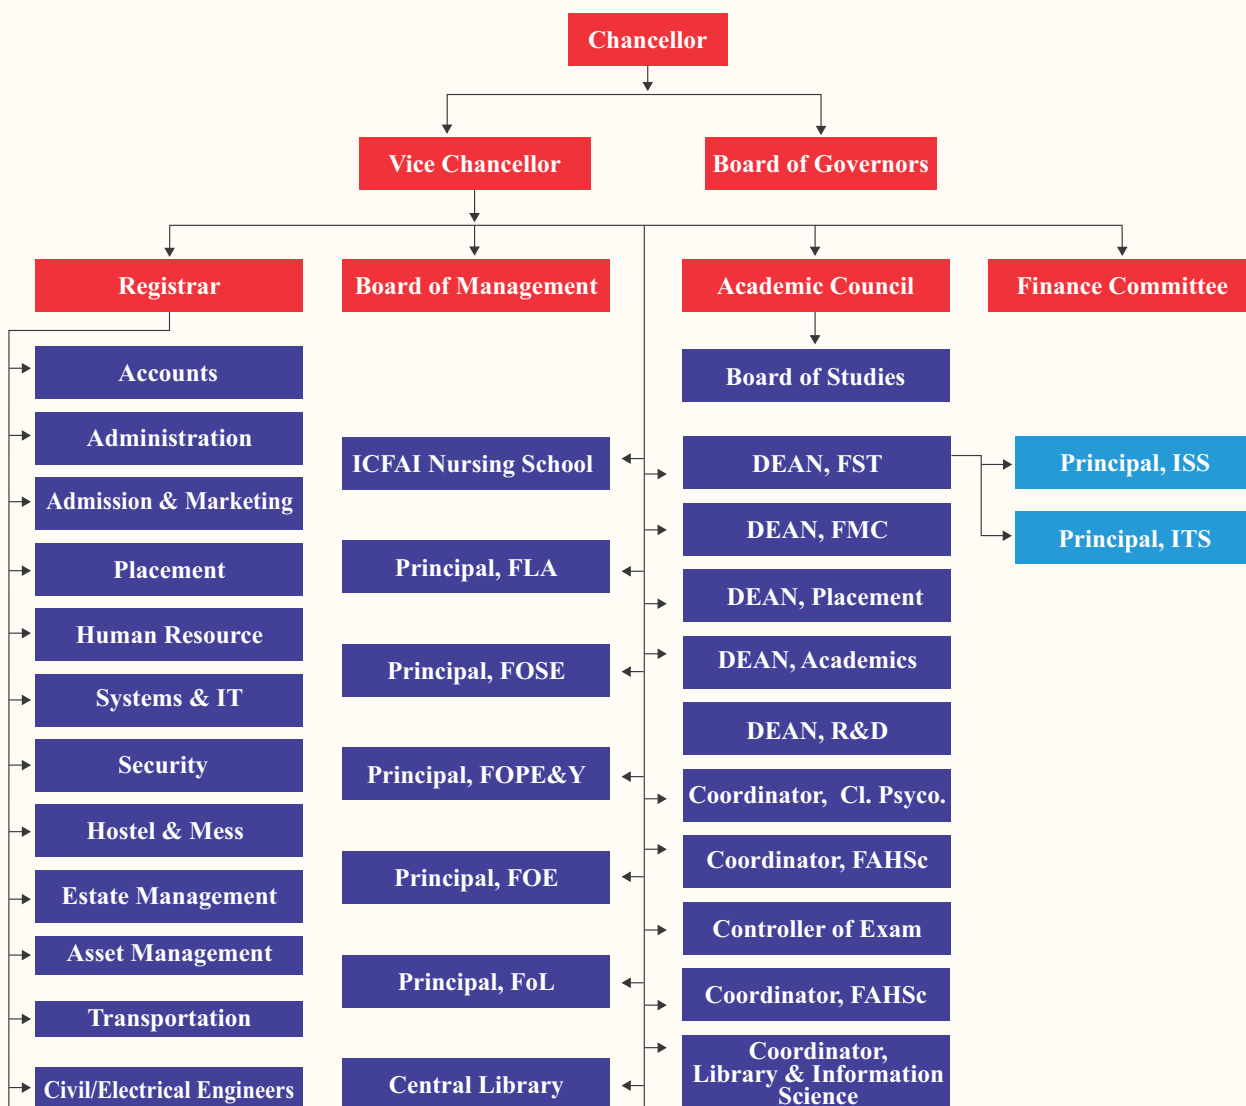 Chancellor
Vice Chancellor
Board of Governors
Registrar
Board of Management
Academic Council
Finance Committee
Accounts
Administration
Admission & Marketing
Placement
Human Resource
Systems & IT
Security
Hostel & Mess
Estate Management
Asset Management
Transportation
Civil/Electrical Engineers
ICFAI Nursing School
Principal, FLA
Principal, FOSE
Principal, FOPE&Y
Principal, FOE
Principal, FoL
Central Library
Board of Studies
DEAN, FST
DEAN, FMC
DEAN, Placement
DEAN, Academics
DEAN, R&D
Coordinator, Cl. Psyco.
Coordinator, FAHSc
Controller of Exam
Coordinator, FAHSc
Coordinator,
Library & Information
Science
Principal, ISS
Principal, ITS